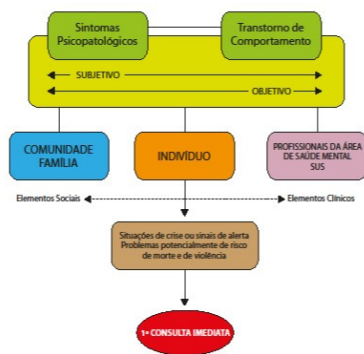 Sintomas
Psicopatológicos
Transtorno de
Comportamento
SUBJETIVO
OBJETIVO
COMUNIDADE
FAMÍLIA
INDIVÍDUO
PROFISSIONAIS DA ÁREA
DE SAÚDE MENTAL
SUS
Elementos Sociais
Elementos Clínicos
Situações de crise ou sinais de alerta
Problemas potencialmente de risco
de morte e de violência
1ª CONSULTA IMEDIATA